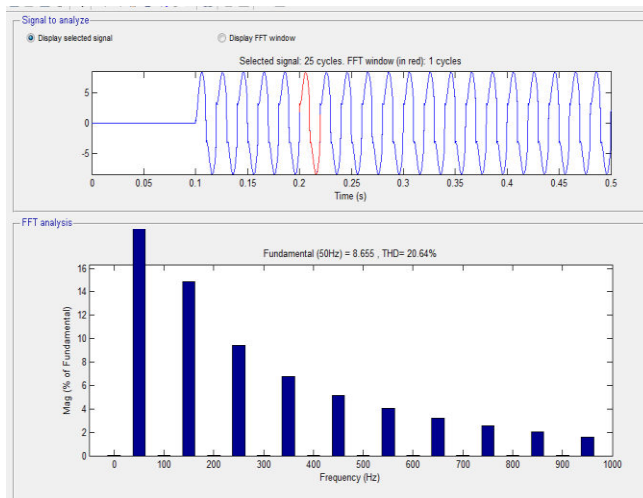 Signal to analyze
Display selected signal
Display FFT window
Selected signal: 25 cycles. FFT window (in red): 1 cycles
5
0
-5
0 0.05 0.1 0.15 0.2 0.25 0.3 0.35 0.4 0.45 0.5
Time (s)
FFT analysis
Fundamental (50Hz) = 8.655 , THD= 20.64%
16
14
12
10
8
6
4
2
0
Mag (% of Fundamental)
0 100 200 300 400 500 600 700 800 900 1000
Frequency (Hz)